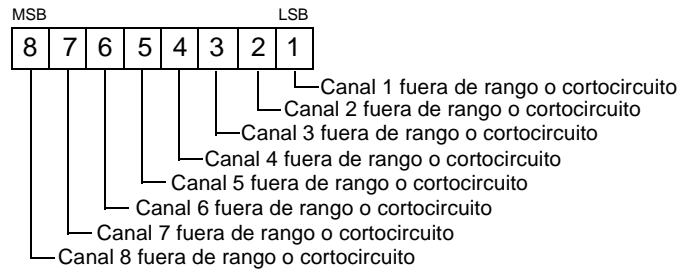 MSB LSB
8 7 6 5 4 3 2 1
Canal 1 fuera de rango o cortocircuito
Canal 2 fuera de rango o cortocircuito
Canal 3 fuera de rango o cortocircuito
Canal 4 fuera de rango o cortocircuito
Canal 5 fuera de rango o cortocircuito
Canal 6 fuera de rango o cortocircuito
Canal 7 fuera de rango o cortocircuito
Canal 8 fuera de rango o cortocircuito